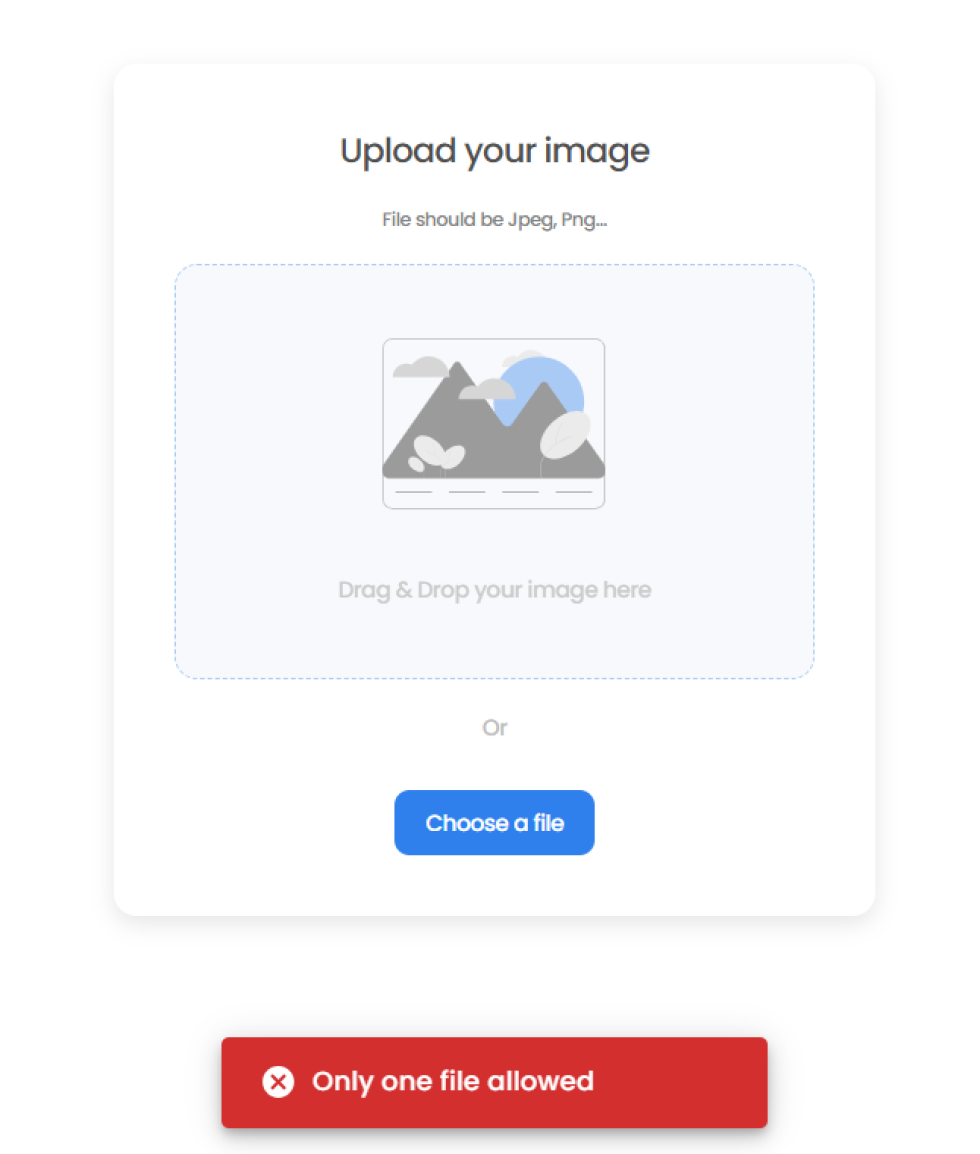 Upload your image
File should be Jpeg, Png...
Drag & Drop your image here
Or
Choose a file
Only one file allowed